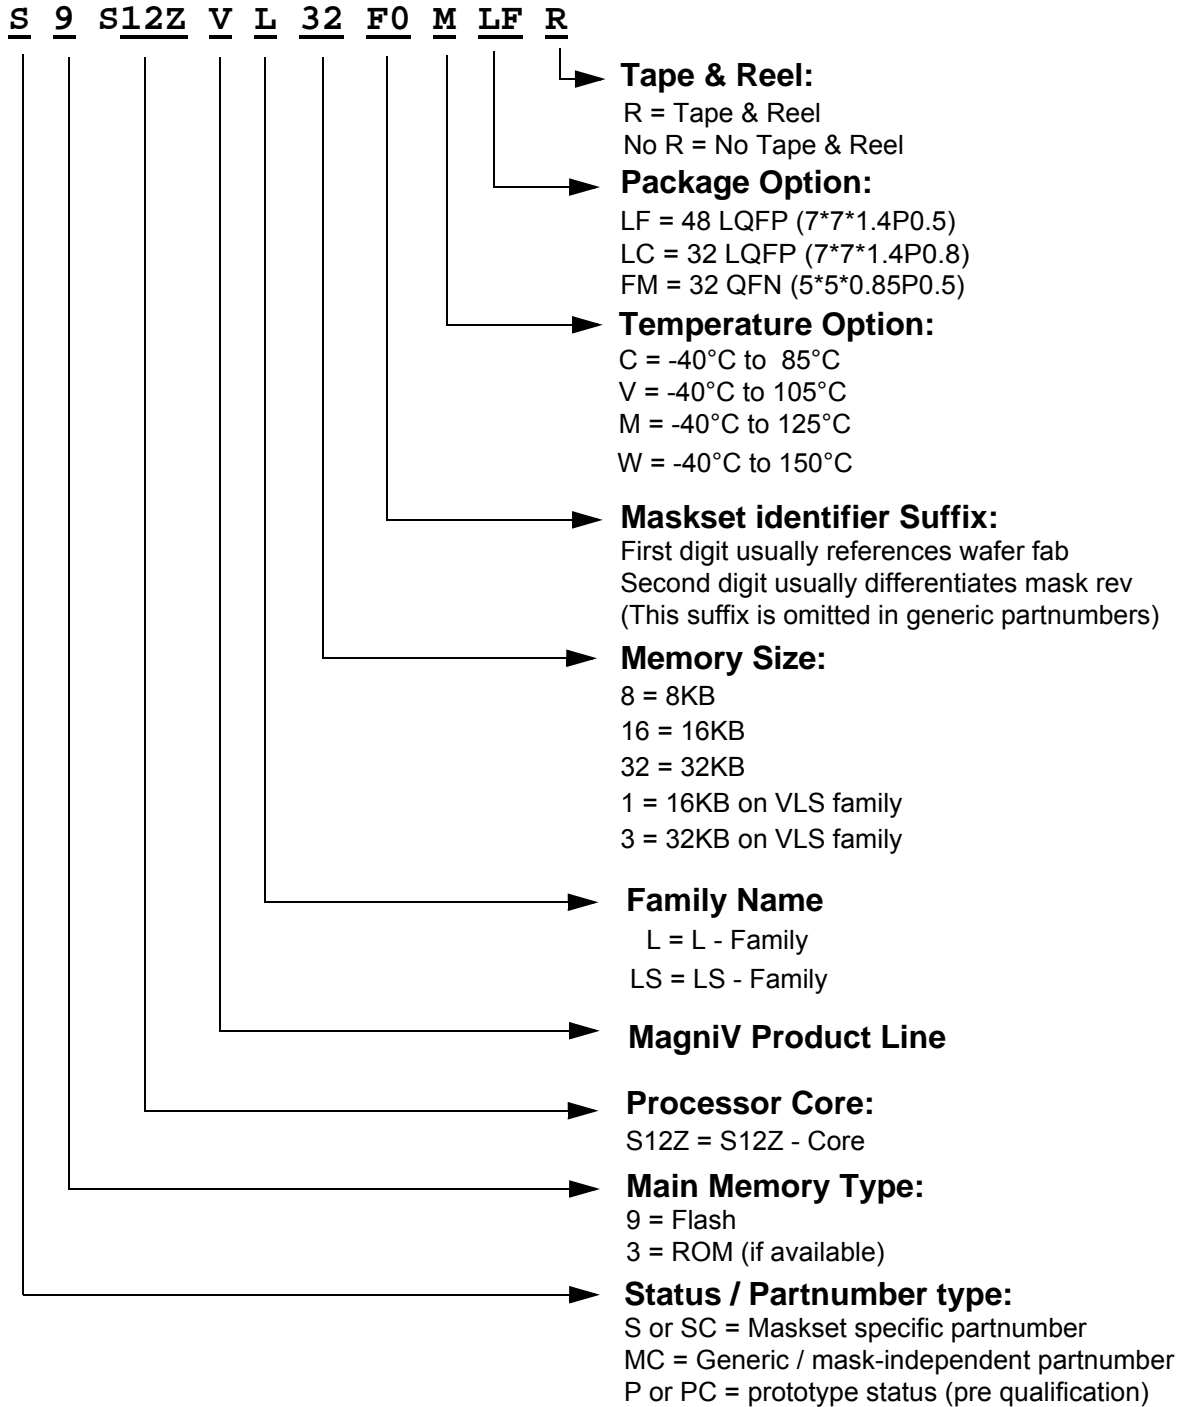 S 9 S12Z V L 32 F0 M LF R
Tape & Reel:
R = Tape & Reel
No R = No Tape & Reel
Package Option:
LF = 48 LQFP (7*7*1.4P0.5)
LC = 32 LQFP (7*7*1.4P0.8)
FM = 32 QFN (5*5*0.85P0.5)
Temperature Option:
C = -40°C to 85°C
V = -40°C to 105°C
M = -40°C to 125°C
W = -40°C to 150°C
Maskset identifier Suffix:
First digit usually references wafer fab
Second digit usually differentiates mask rev
(This suffix is omitted in generic partnumbers)
Memory Size:
8 = 8KB
16 = 16KB
32 = 32KB
1 = 16KB on VLS family
3 = 32KB on VLS family
Family Name
L = L - Family
LS = LS - Family
MagniV Product Line
Processor Core:
S12Z = S12Z - Core
Main Memory Type:
9 = Flash
3 = ROM (if available)
Status / Partnumber type:
S or SC = Maskset specific partnumber
MC = Generic / mask-independent partnumber
P or PC = prototype status (pre qualification)